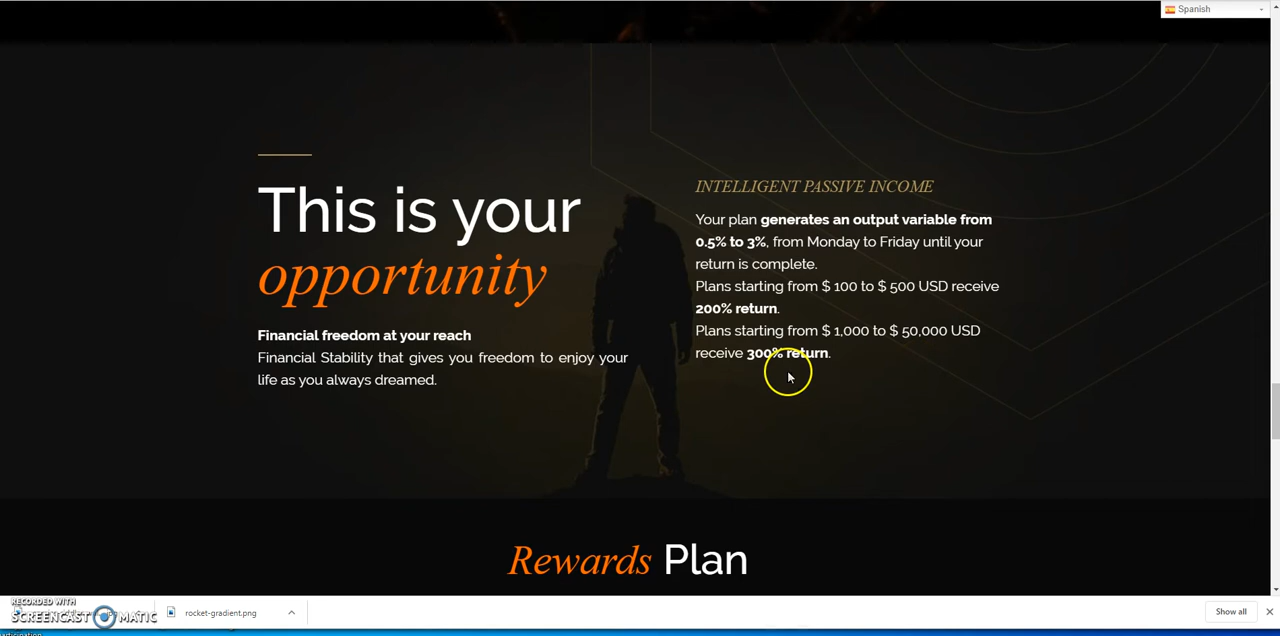 Spanish
This is your
opportunity
Financial freedom at your reach
Financial Stability that gives you freedom to enjoy your
life as you always dreamed.
INTELLIGENT PASSIVE INCOME
Your plan generates an output variable from
0.5% to 3%, from Monday to Friday until your
return is complete.
Plans starting from $ 100 to $ 500 USD receive
200% return.
Plans starting from $ 1,000 to $ 50,000 USD
receive 300% return.
Rewards Plan
RECORDED WITH
SCREENCAST MATIC
rocket-gradient.png
Show all